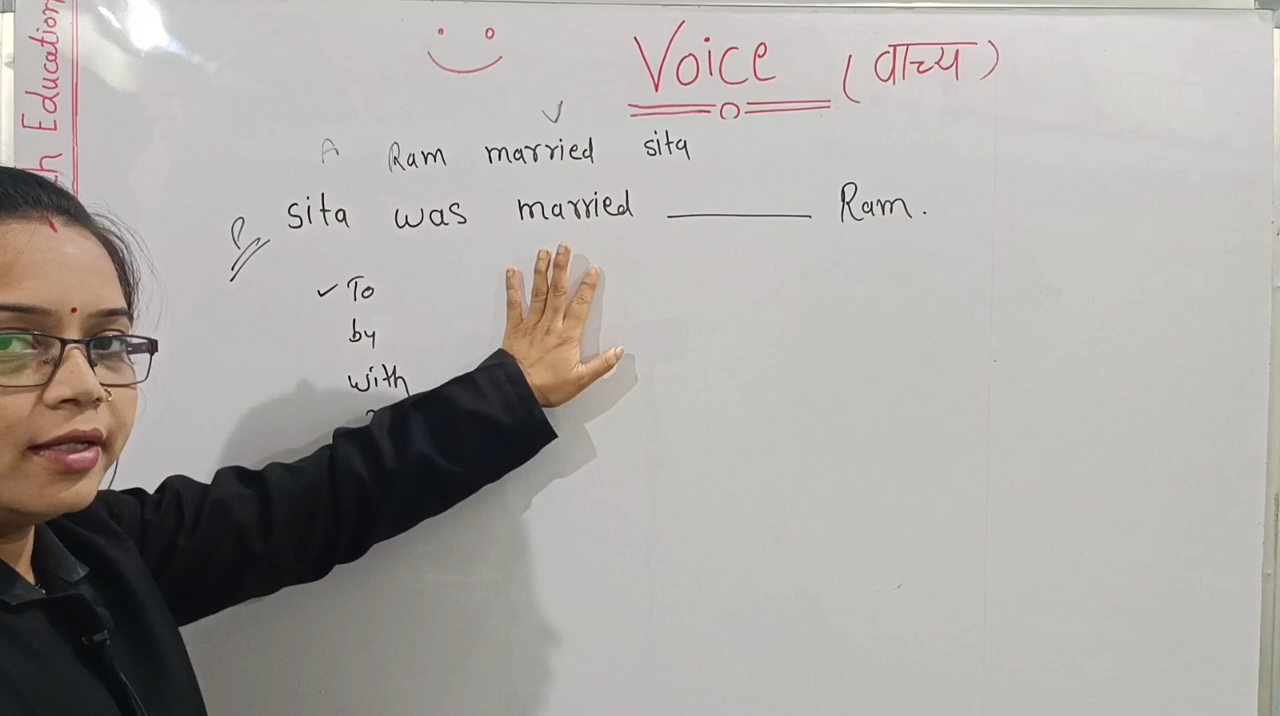 Education
Voice (वाच्य)
A Ram married sita
sita was married ______ Ram.
✓ To
by
with